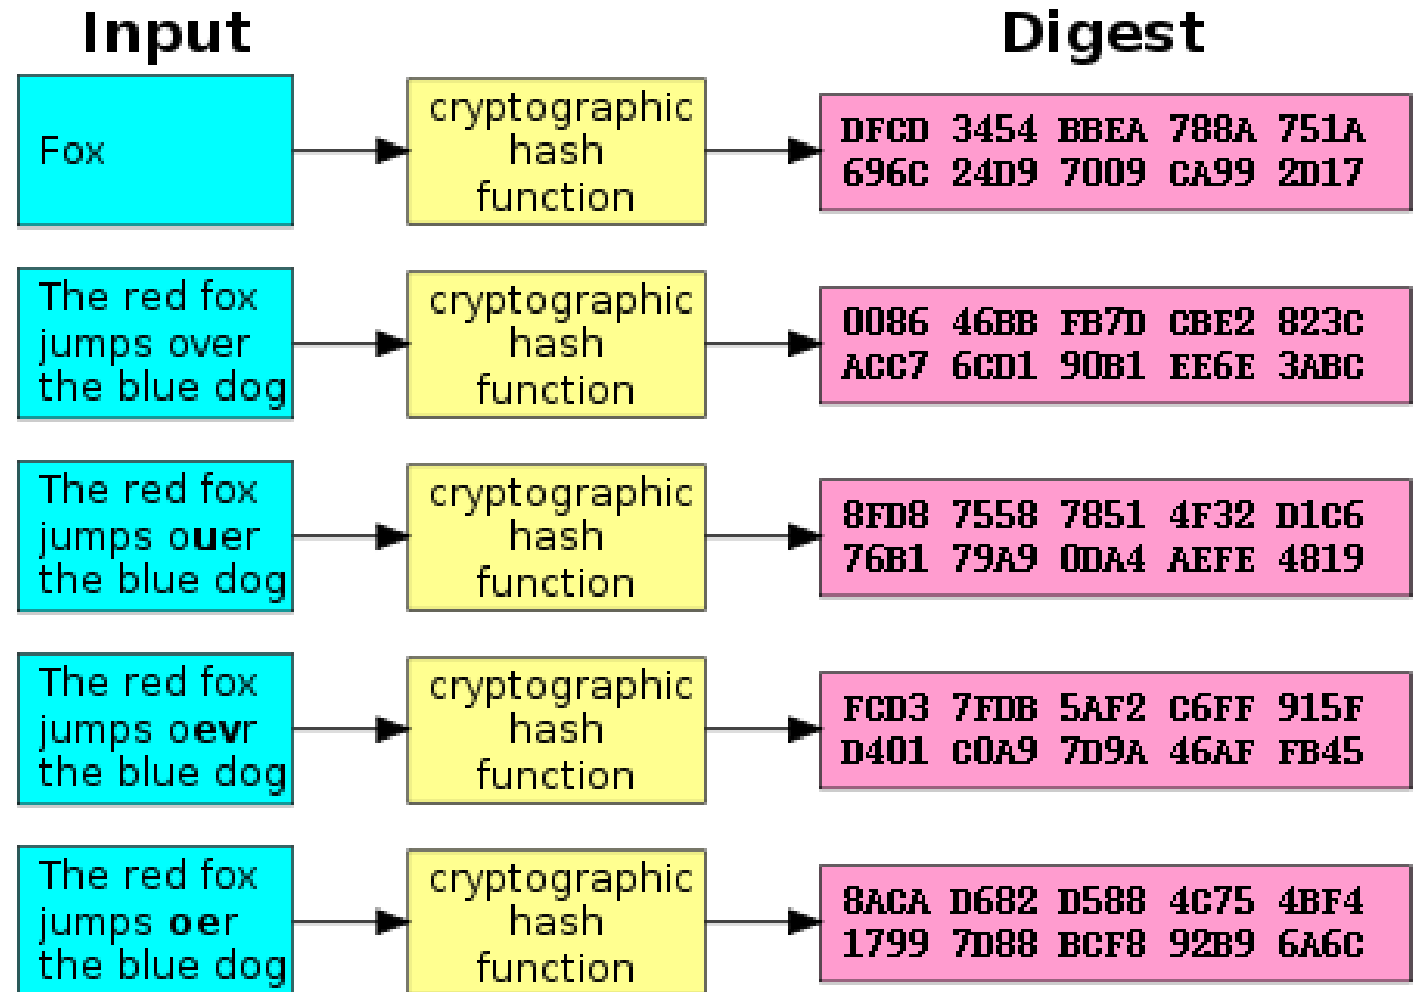 Input
Digest
Fox
cryptographic
hash
function
DFCD 3454 BBEA 788A 751A
696C 24D9 7009 CA99 2D17
The red fox
jumps over
the blue dog
cryptographic
hash
function
0086 46BB FB7D CBE2 823C
ACC7 6CD1 90B1 EE6E 3ABC
The red fox
jumps ouer
the blue dog
cryptographic
hash
function
8FD8 7558 7851 4F32 D1C6
76B1 79A9 0DA4 AEFE 4819
The red fox
jumps oevr
the blue dog
cryptographic
hash
function
FCD3 7FDB 5AF2 C6FF 915F
D401 C0A9 7D9A 46AF FB45
The red fox
jumps oer
the blue dog
cryptographic
hash
function
8ACA D682 D588 4C75 4BF4
1799 7D88 BCF8 92B9 6A6C